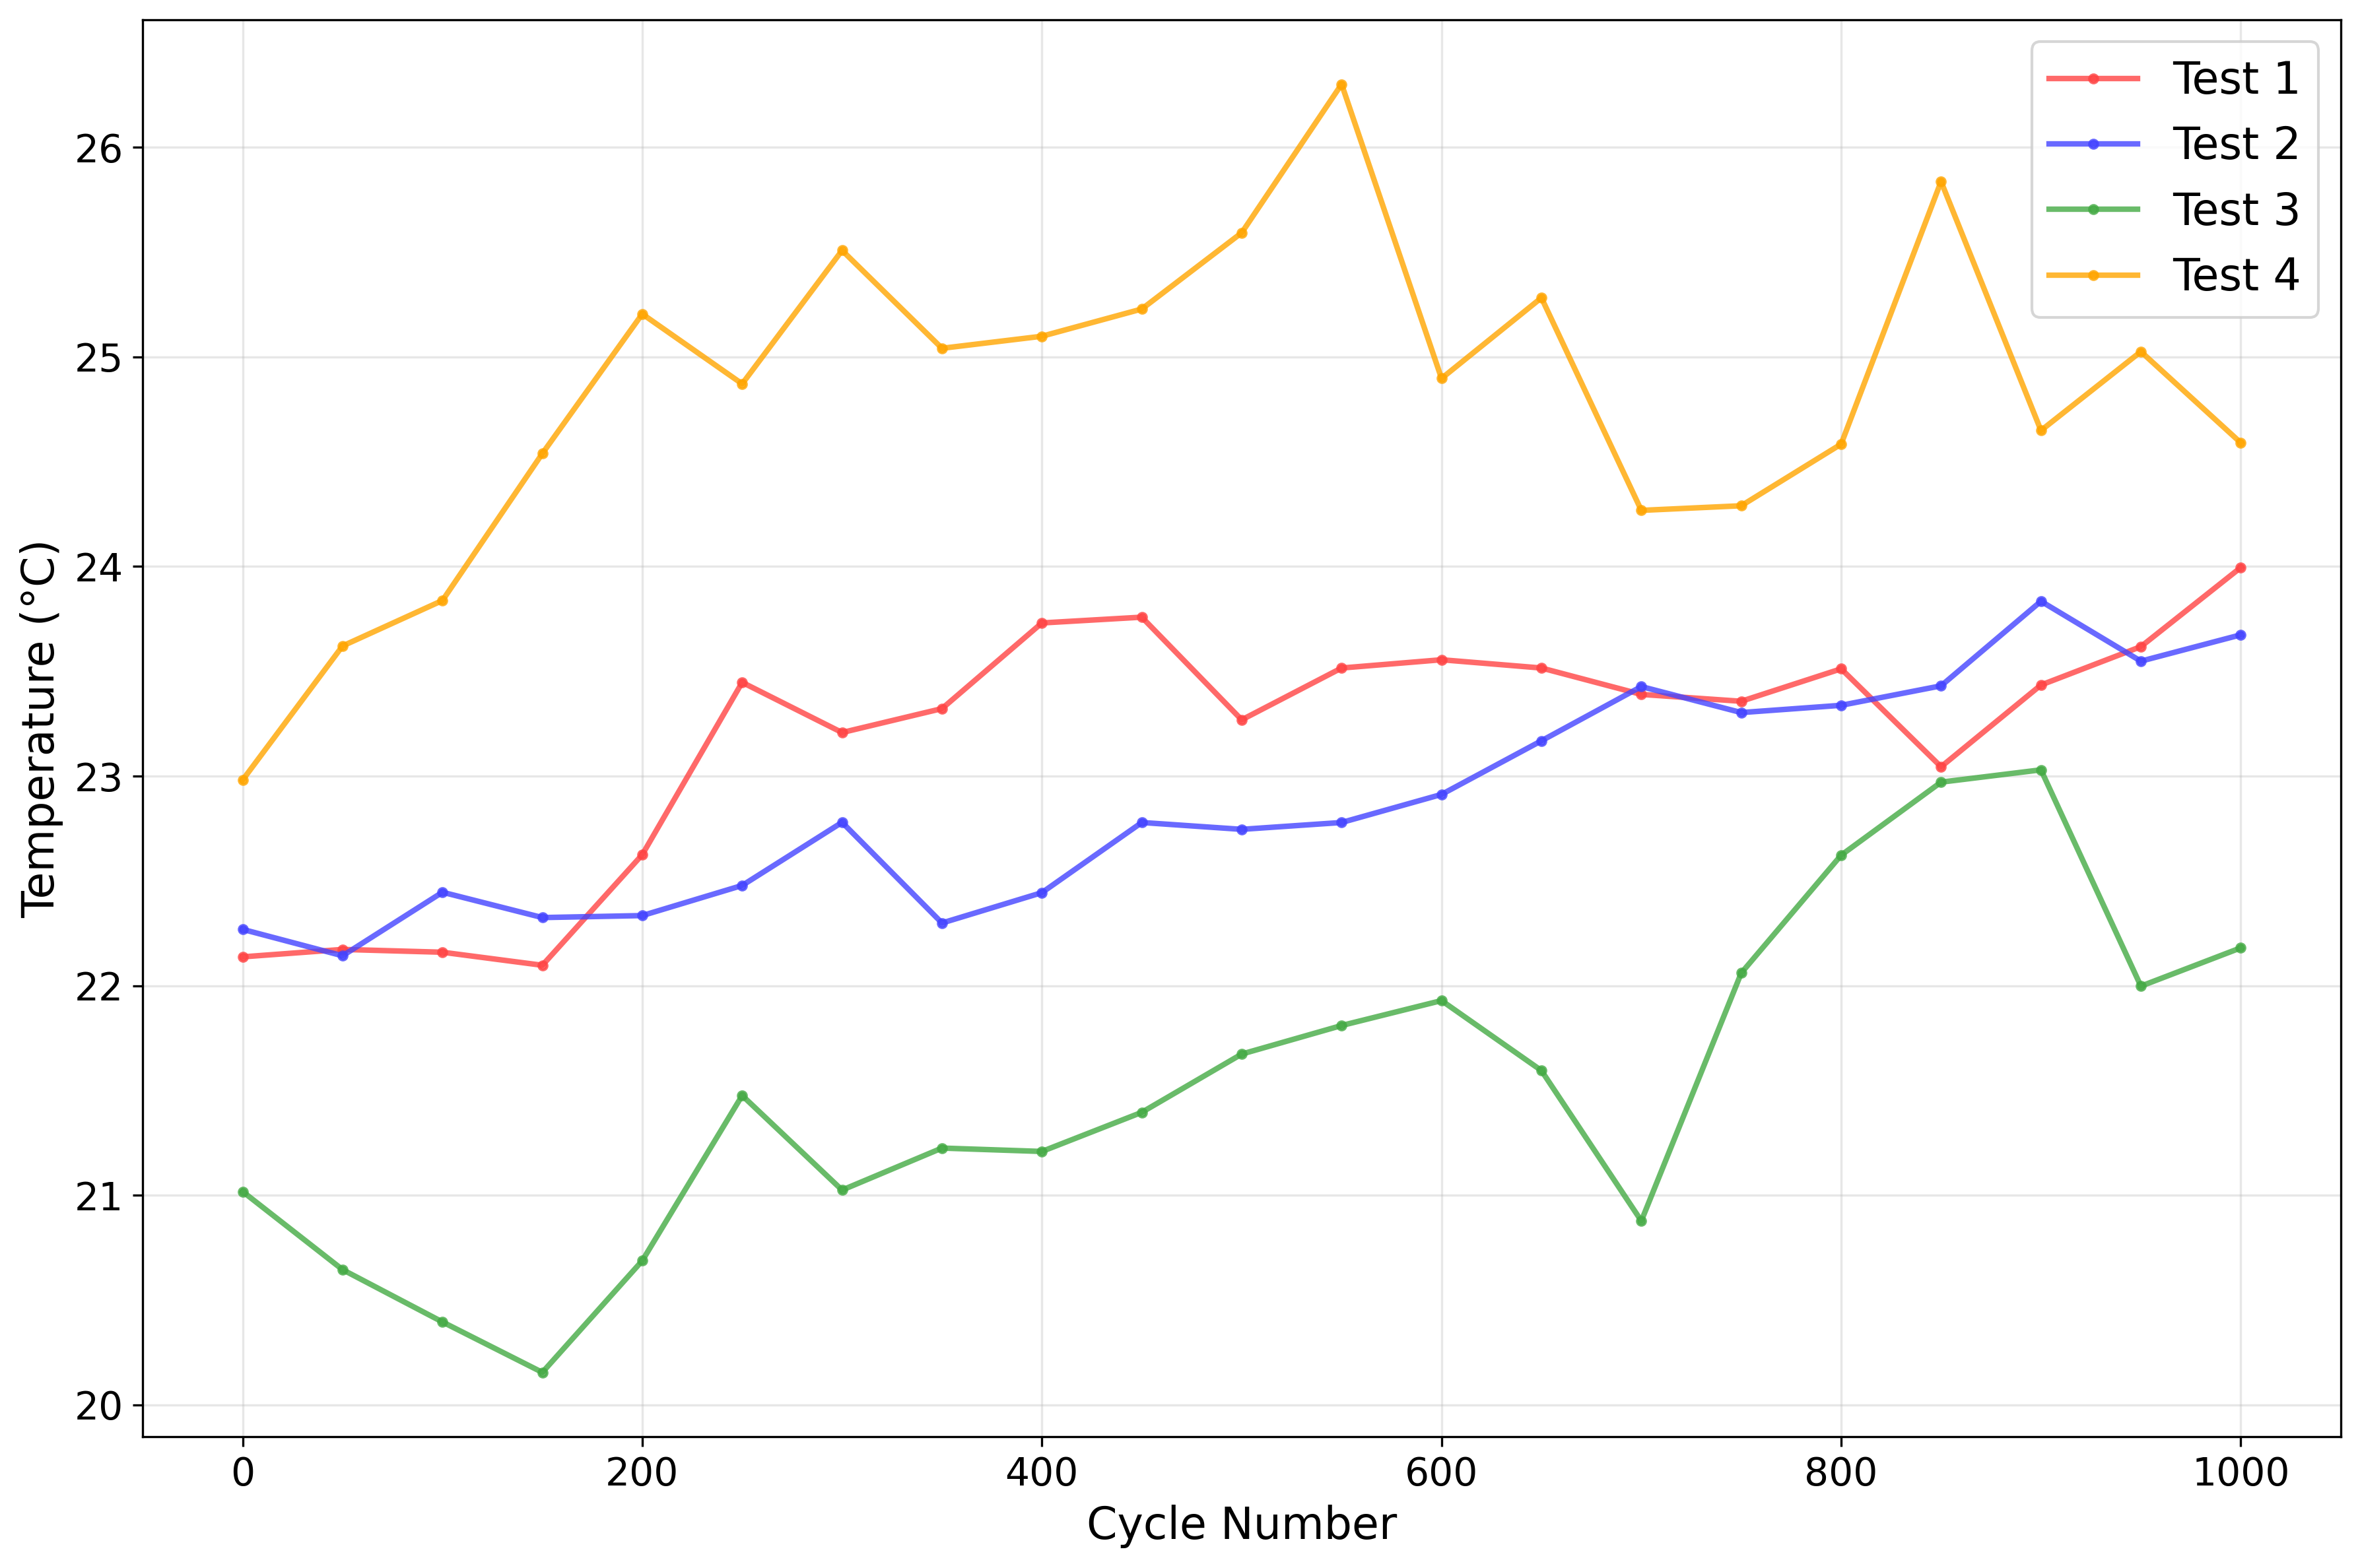 Test 1
Test 2
Test 3
Test 4
Temperature (°C)
26
25
24
23
22
21
20
0 200 400 600 800 1000
Cycle Number